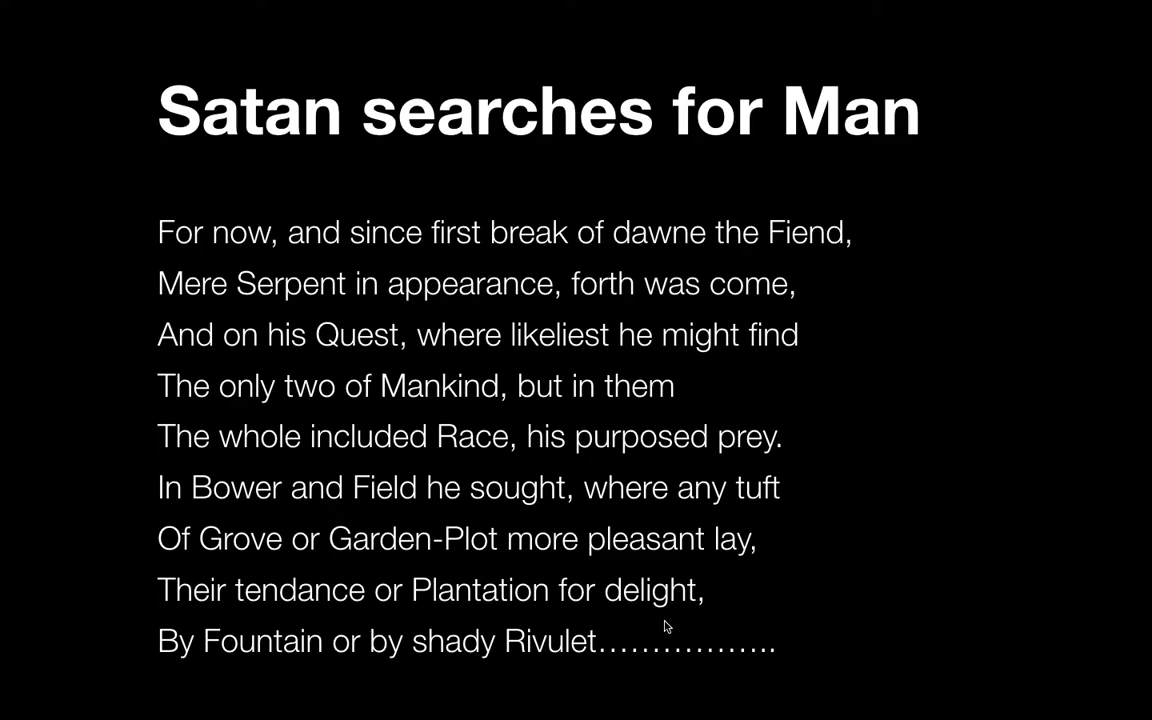 Satan searches for Man
For now, and since first break of dawne the Fiend,
Mere Serpent in appearance, forth was come,
And on his Quest, where likeliest he might find
The only two of Mankind, but in them
The whole included Race, his purposed prey.
In Bower and Field he sought, where any tuft
Of Grove or Garden-Plot more pleasant lay,
Their tendance or Plantation for delight,
By Fountain or by shady Rivulet……………..